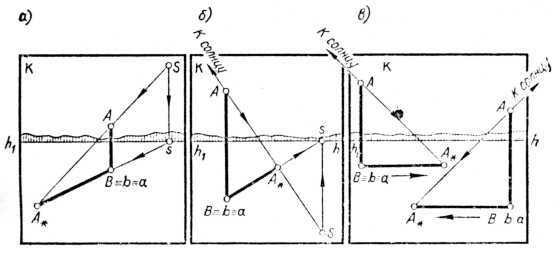 а) б) в)
К S
A
h₁ s
B≡b≡a
A*
К солнцу
К
A
h₁ s h
A*
B≡b≡a
S
К солнцу К солнцу
К
A A
h₁ h
A*
B≡b≡a
A* B b a